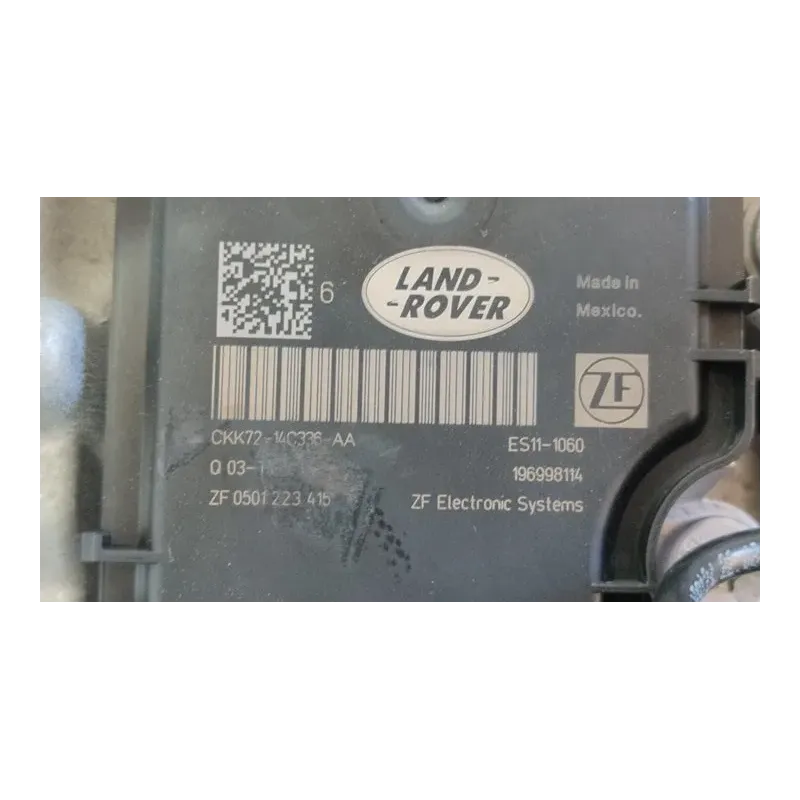 6
LAND-
-ROVER
Made in
Mexico.
ZF
CKK72-14C336-AA
ES11-1060
Q 03-
196998114
ZF 0501 223 415
ZF Electronic Systems